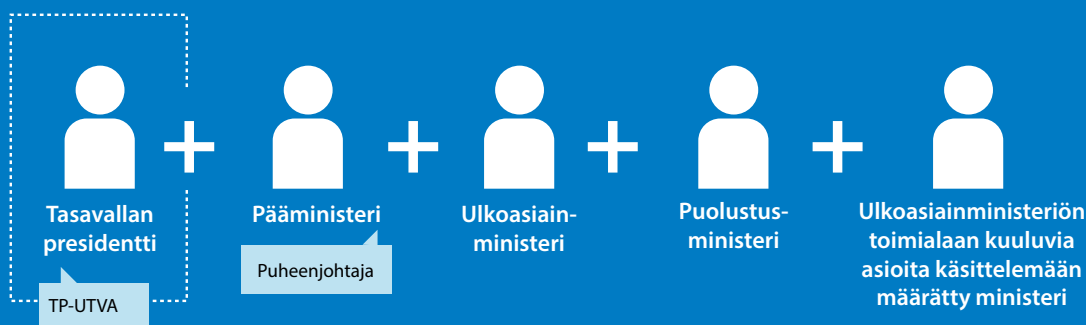 Tasavallan
presidentti
TP-UTVA
Pääministeri
Puheenjohtaja
Ulkoasiain-
ministeri
Puolustus-
ministeri
Ulkoasiainministeriön
toimialaan kuuluvia
asioita käsittelemään
määrätty ministeri